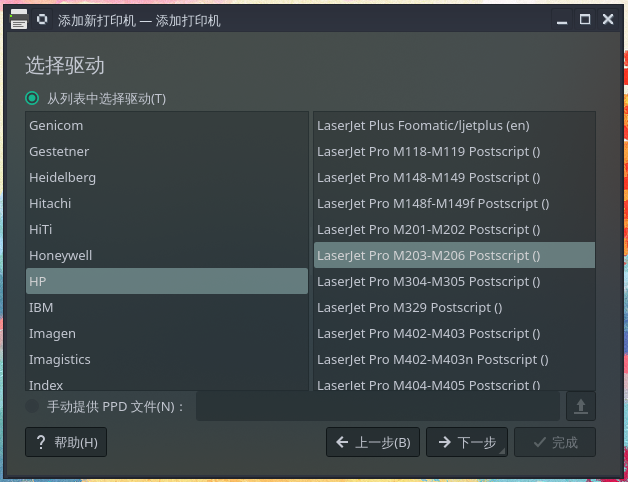 添加新打印机 — 添加打印机
选择驱动
从列表中选择驱动(T)
Genicom
Gestetner
Heidelberg
Hitachi
HiTi
Honeywell
HP
IBM
Imagen
Imagistics
Index
LaserJet Plus Foomatic/ljetplus (en)
LaserJet Pro M118-M119 Postscript ()
LaserJet Pro M148-M149 Postscript ()
LaserJet Pro M148f-M149f Postscript ()
LaserJet Pro M201-M202 Postscript ()
LaserJet Pro M203-M206 Postscript ()
LaserJet Pro M304-M305 Postscript ()
LaserJet Pro M329 Postscript ()
LaserJet Pro M402-M403 Postscript ()
LaserJet Pro M402-M403n Postscript ()
LaserJet Pro M404-M405 Postscript ()
手动提供 PPD 文件(N)：
? 帮助(H)
上一步(B)
下一步
完成